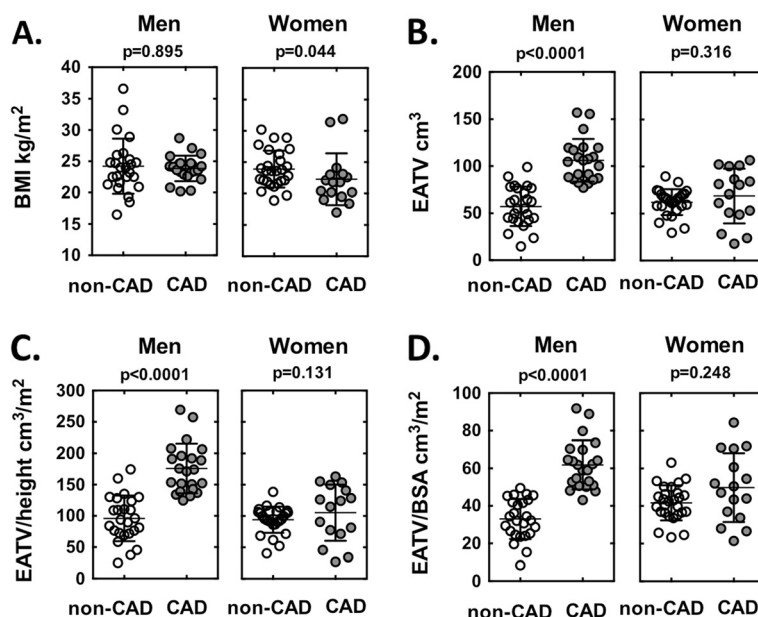 A.
Men
Women
p=0.895
p=0.044
BMI kg/m²
40
35
30
25
20
15
10
non-CAD
CAD
non-CAD
CAD
B.
Men
Women
p<0.0001
p=0.316
EATV cm³
200
150
100
50
0
non-CAD
CAD
non-CAD
CAD
C.
Men
Women
p<0.0001
p=0.131
EATV/height cm³/m²
300
250
200
150
100
50
0
non-CAD
CAD
non-CAD
CAD
D.
Men
Women
p<0.0001
p=0.248
EATV/BSA cm³/m²
100
80
60
40
20
0
non-CAD
CAD
non-CAD
CAD